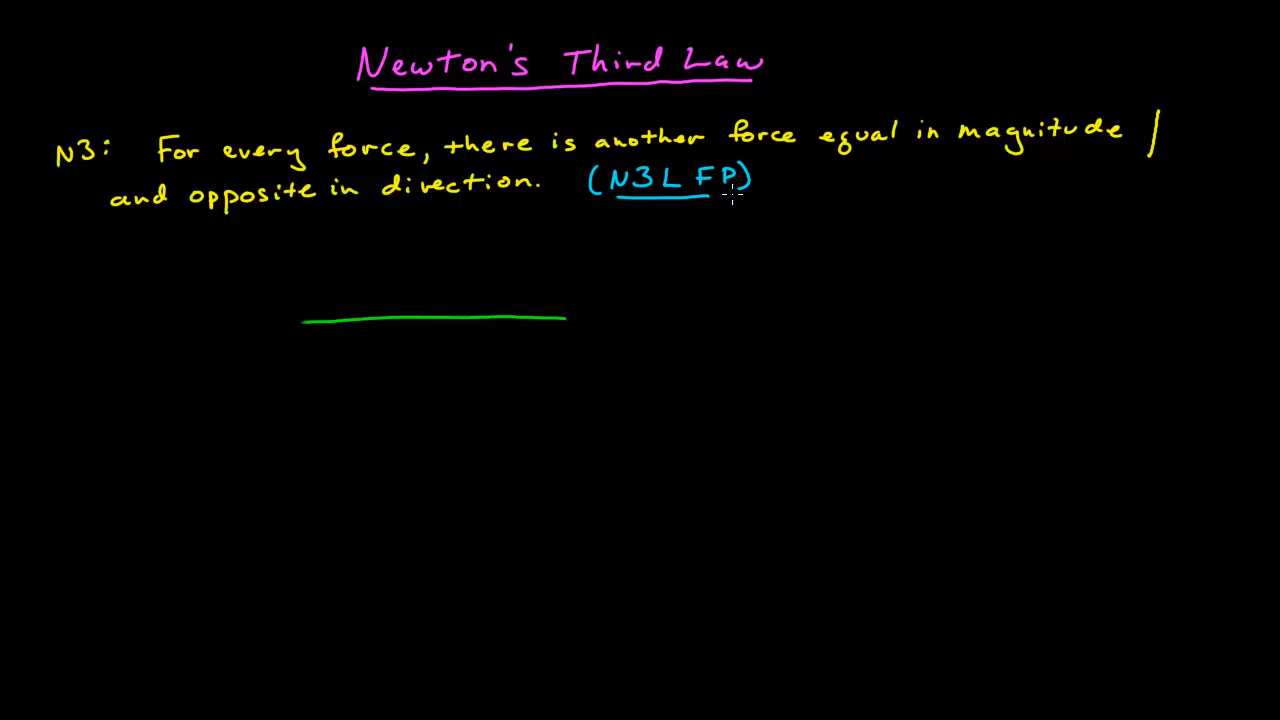 Newton's Third Law
N3: For every force, there is another force equal in magnitude
and opposite in direction. (N3L FP)